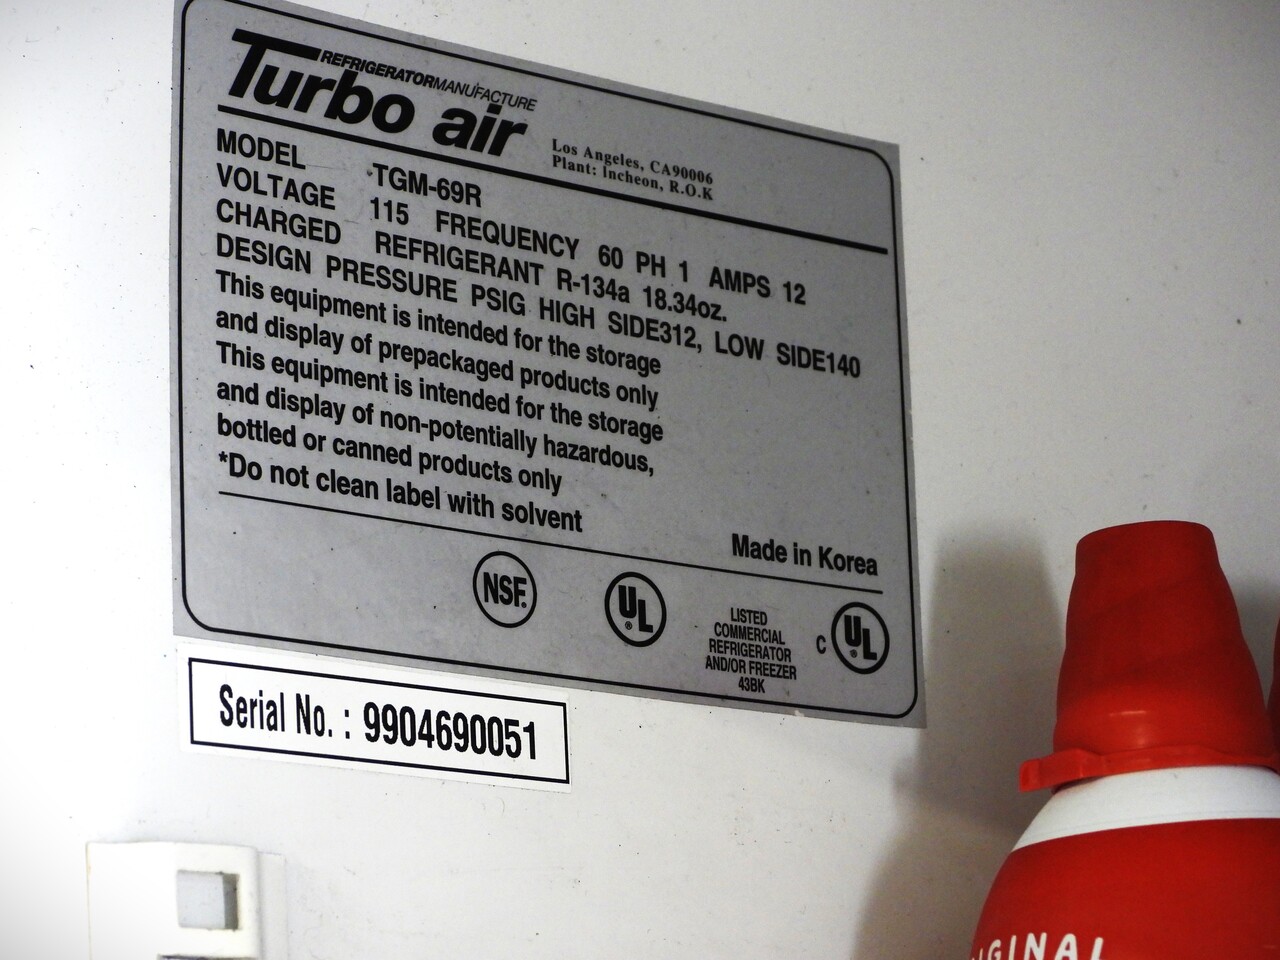 REFRIGERATOR MANUFACTURE
Turbo air
Los Angeles, CA90006
Plant: Incheon, R.O.K
MODEL TGM-69R
VOLTAGE 115 FREQUENCY 60 PH 1 AMPS 12
CHARGED REFRIGERANT R-134a 18.34oz.
DESIGN PRESSURE PSIG HIGH SIDE312, LOW SIDE140
This equipment is intended for the storage
and display of prepackaged products only
This equipment is intended for the storage
and display of non-potentially hazardous,
bottled or canned products only
*Do not clean label with solvent
Made in Korea
NSF.
UL
®
LISTED
COMMERCIAL
REFRIGERATOR
AND/OR FREEZER
43BK
C UL
®
Serial No. : 9904690051
IGINAL